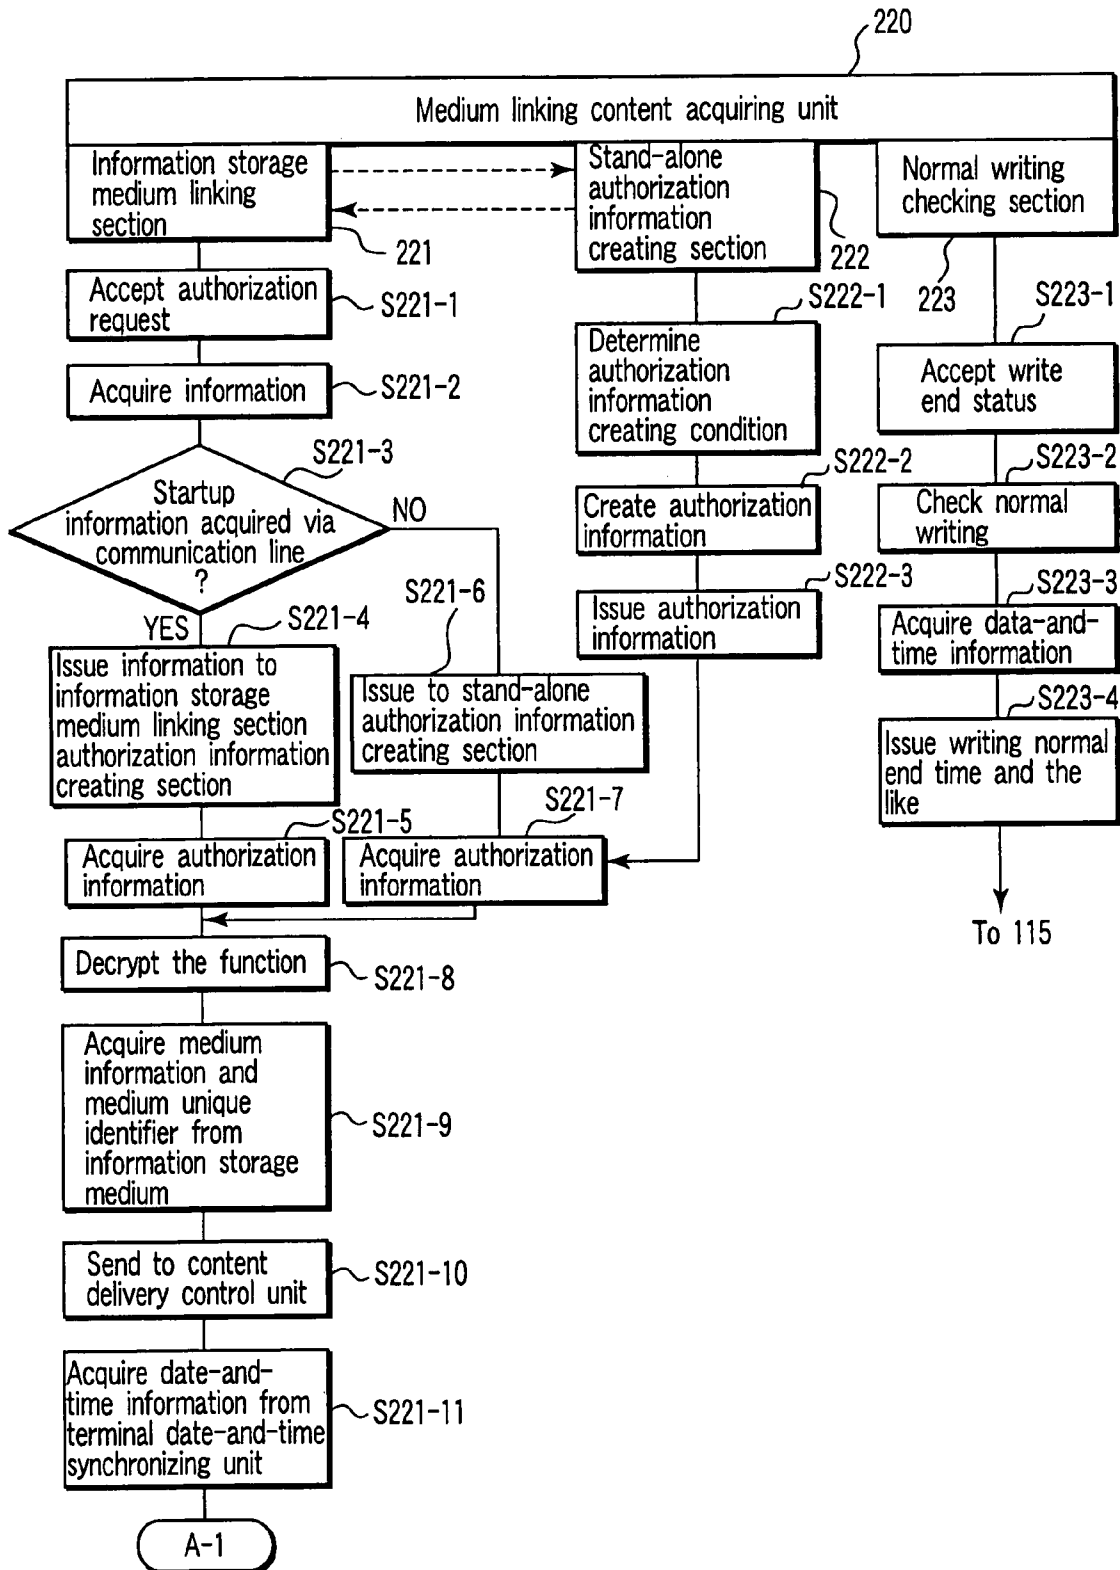 220
Medium linking content acquiring unit
Information storage
medium linking
section
221
Stand-alone
authorization
information
creating section
222
Normal writing
checking section
223
Accept authorization
request
S221-1
Acquire information
S221-2
S221-3
Startup
information acquired via
communication line
?
NO
YES
S221-4
Issue information to
information storage
medium linking section
authorization information
creating section
S221-5
Acquire authorization
information
S221-6
Issue to stand-alone
authorization information
creating section
S221-7
Acquire authorization
information
Decrypt the function
S221-8
Acquire medium
information and
medium unique
identifier from
information storage
medium
S221-9
Send to content
delivery control unit
S221-10
Acquire date-and-
time information from
terminal date-and-time
synchronizing unit
S221-11
A-1
S222-1
Determine
authorization
information
creating condition
S222-2
Create authorization
information
S222-3
Issue authorization
information
S223-1
Accept write
end status
S223-2
Check normal
writing
S223-3
Acquire data-and-
time information
S223-4
Issue writing normal
end time and the
like
To 115